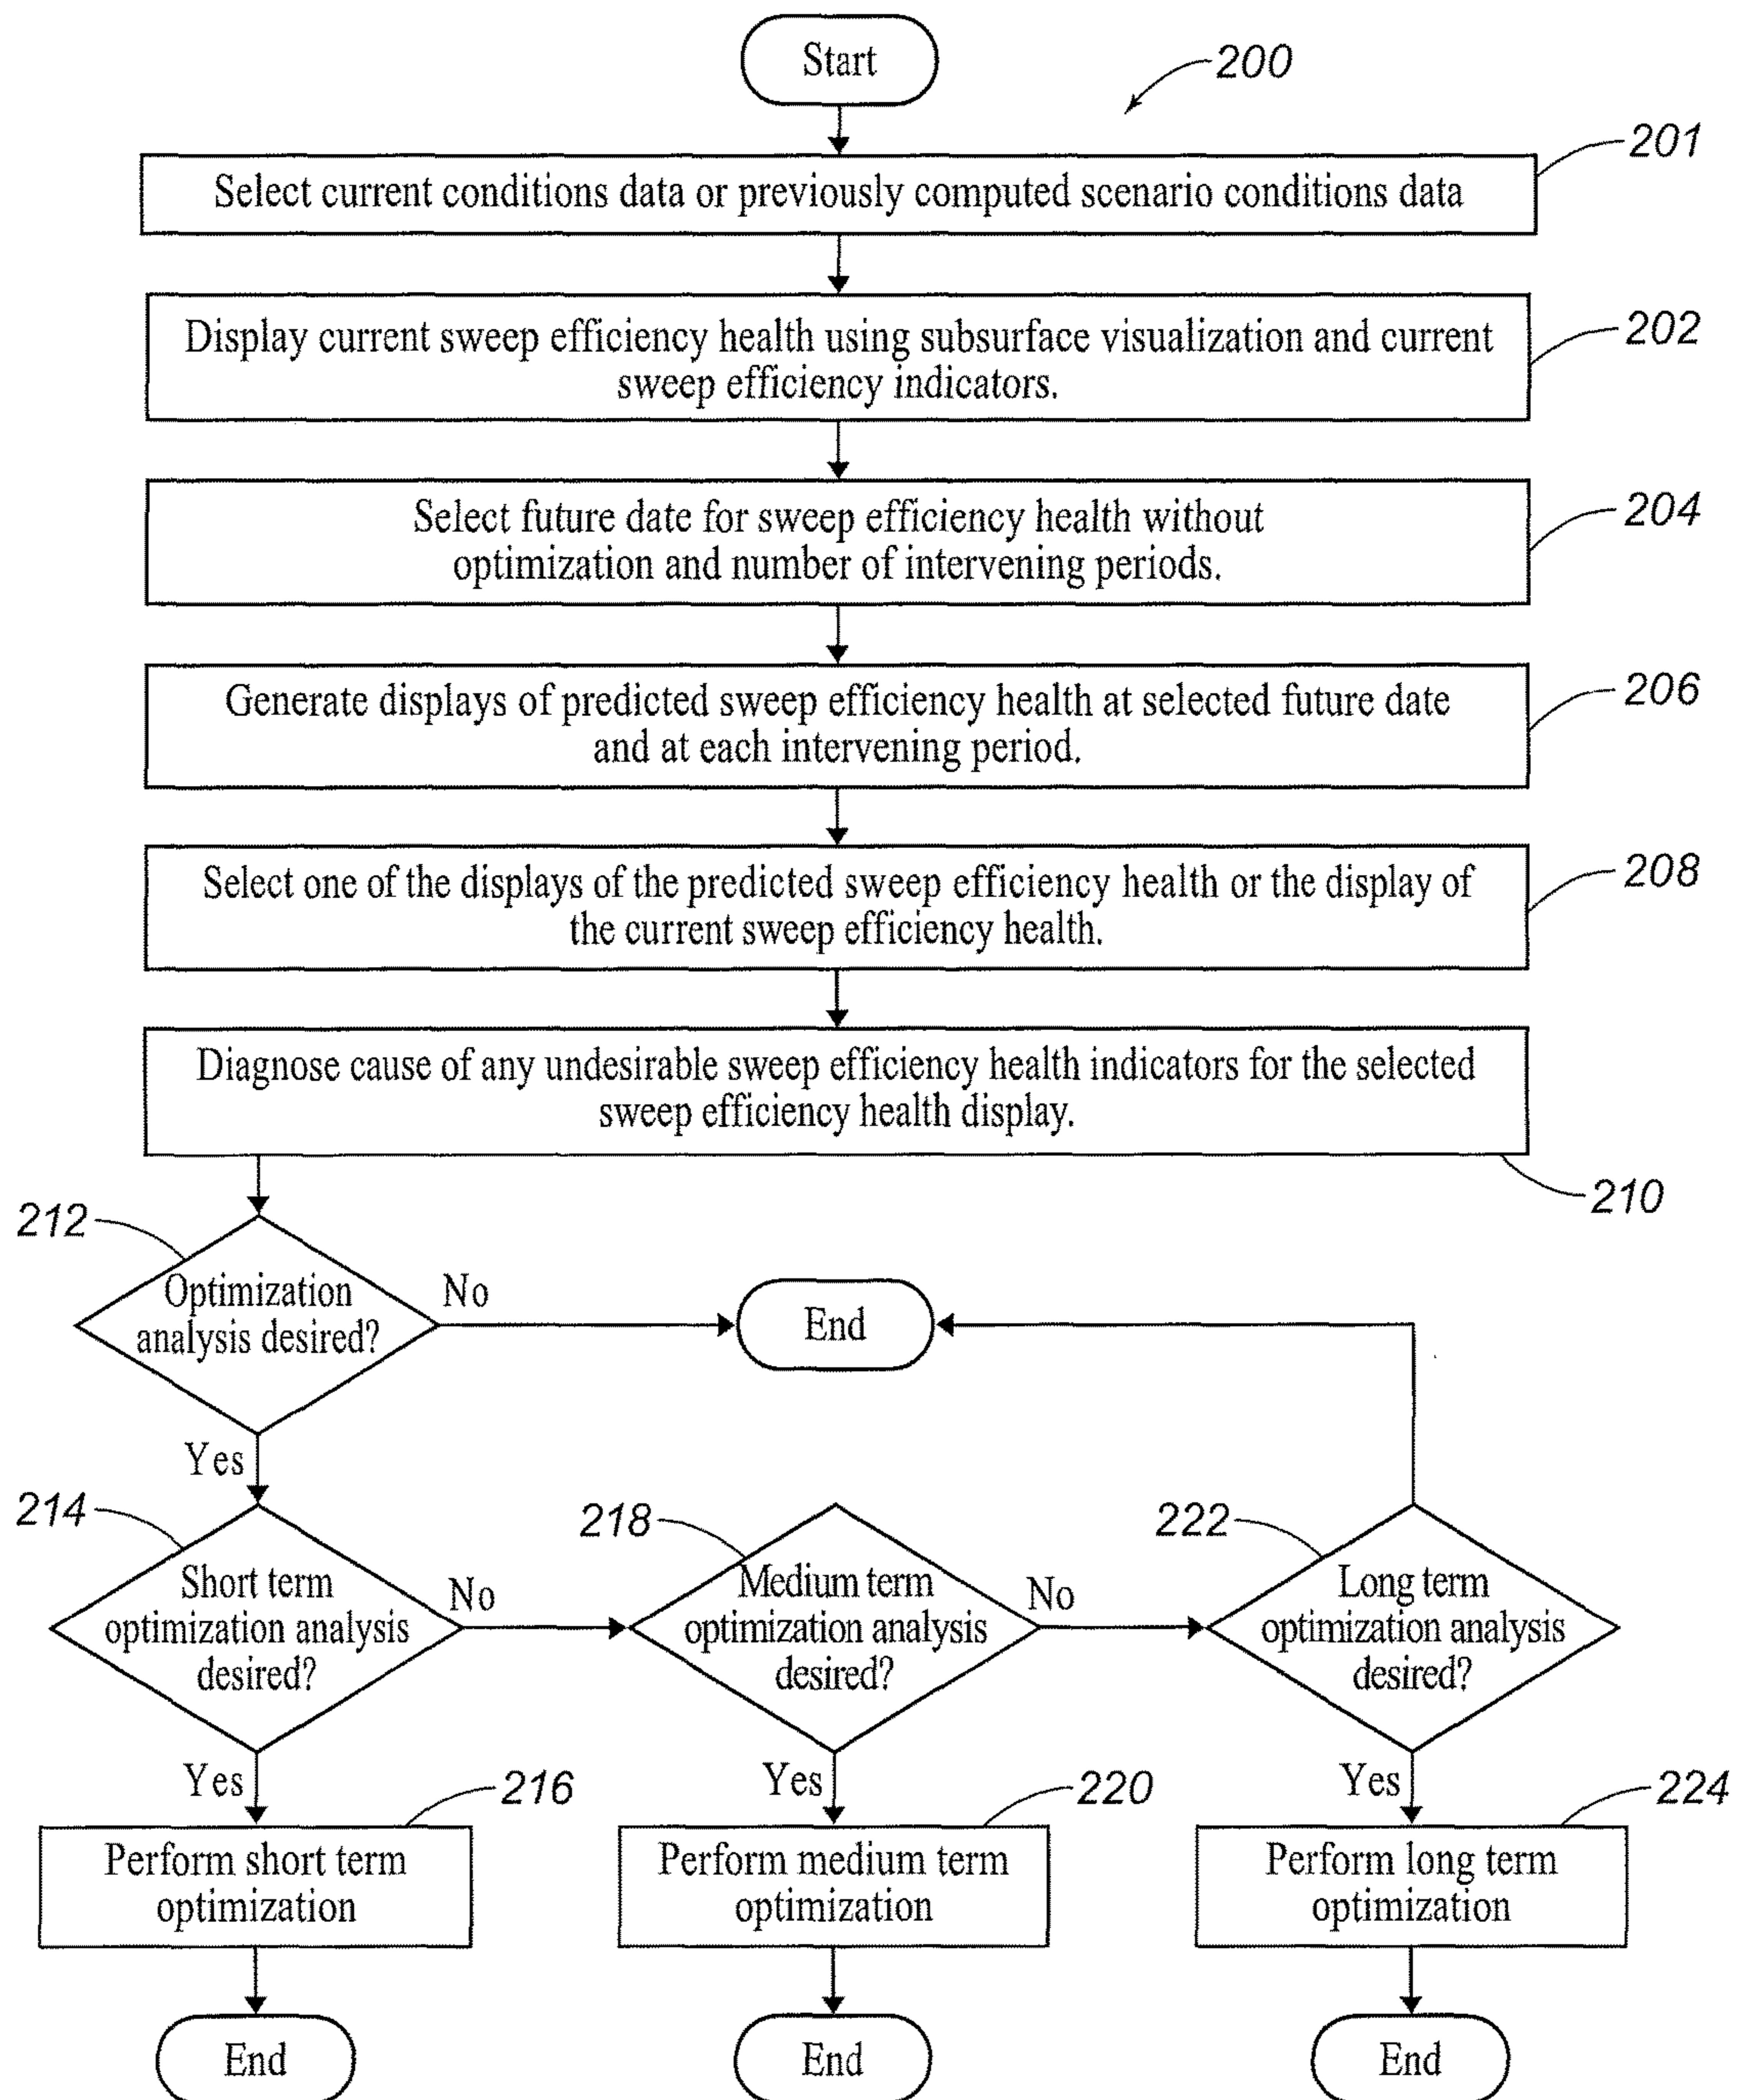 Start
200
201
Select current conditions data or previously computed scenario conditions data
202
Display current sweep efficiency health using subsurface visualization and current
sweep efficiency indicators.
204
Select future date for sweep efficiency health without
optimization and number of intervening periods.
206
Generate displays of predicted sweep efficiency health at selected future date
and at each intervening period.
208
Select one of the displays of the predicted sweep efficiency health or the display of
the current sweep efficiency health.
Diagnose cause of any undesirable sweep efficiency health indicators for the selected
sweep efficiency health display.
210
212
Optimization
analysis desired?
No
End
Yes
214
Short term
optimization analysis
desired?
No
218
Medium term
optimization analysis
desired?
No
222
Long term
optimization analysis
desired?
Yes
216
Yes
220
Yes
224
Perform short term
optimization
Perform medium term
optimization
Perform long term
optimization
End
End
End